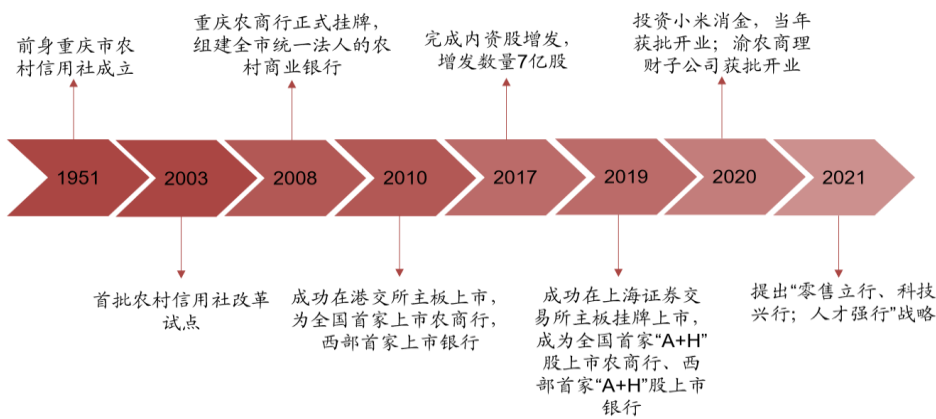 前身重庆市农
村信用社成立
重庆农商行正式挂牌，
组建全市统一法人的农
村商业银行
完成内资股增发，
增发数量7亿股
投资小米消金，当年
获批开业；渝农商理
财子公司获批开业
1951
2003
2008
2010
2017
2019
2020
2021
首批农村信用社改革
试点
成功在港交所主板上市，
为全国首家上市农商行，
西部首家上市银行
成功在上海证券交
易所主板挂牌上市，
成为全国首家“A+H”
股上市农商行、西
部首家“A+H”股上市
银行
提出“零售立行、科技
兴行；人才强行”战略